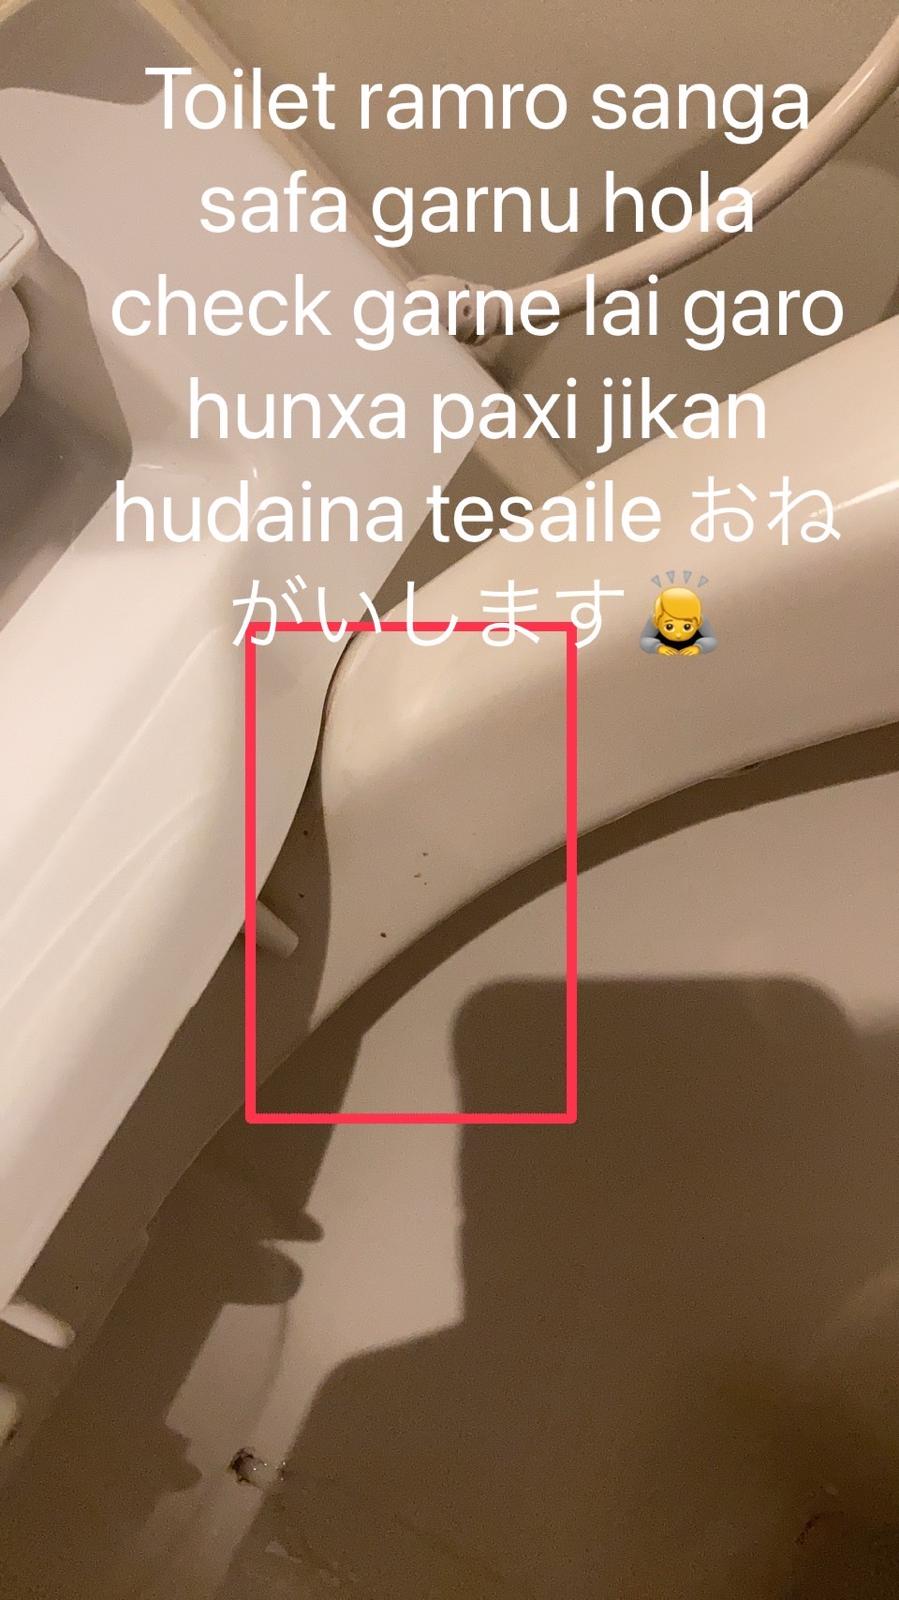 Toilet ramro sanga
safa garnu hola
check garne lai garo
hunxa paxi jikan
hudaina tesaile おね
がいします🙇